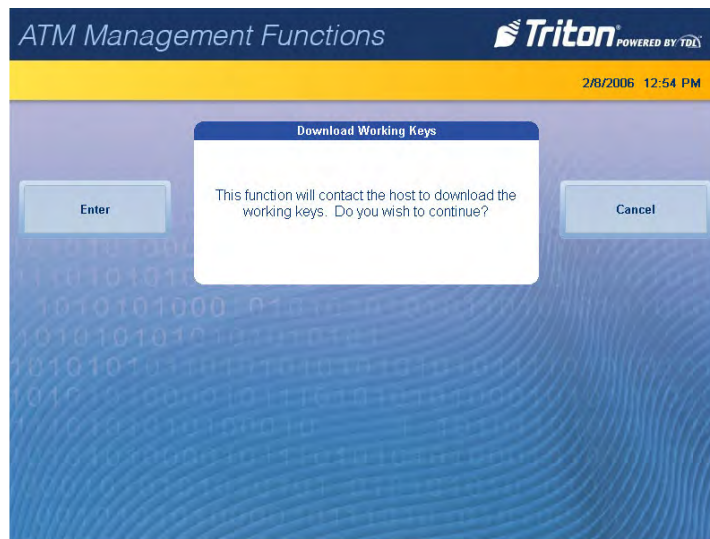 ATM Management Functions
Triton® POWERED BY TDL
2/8/2006 12:54 PM
Download Working Keys
This function will contact the host to download the
working keys. Do you wish to continue?
Enter
Cancel